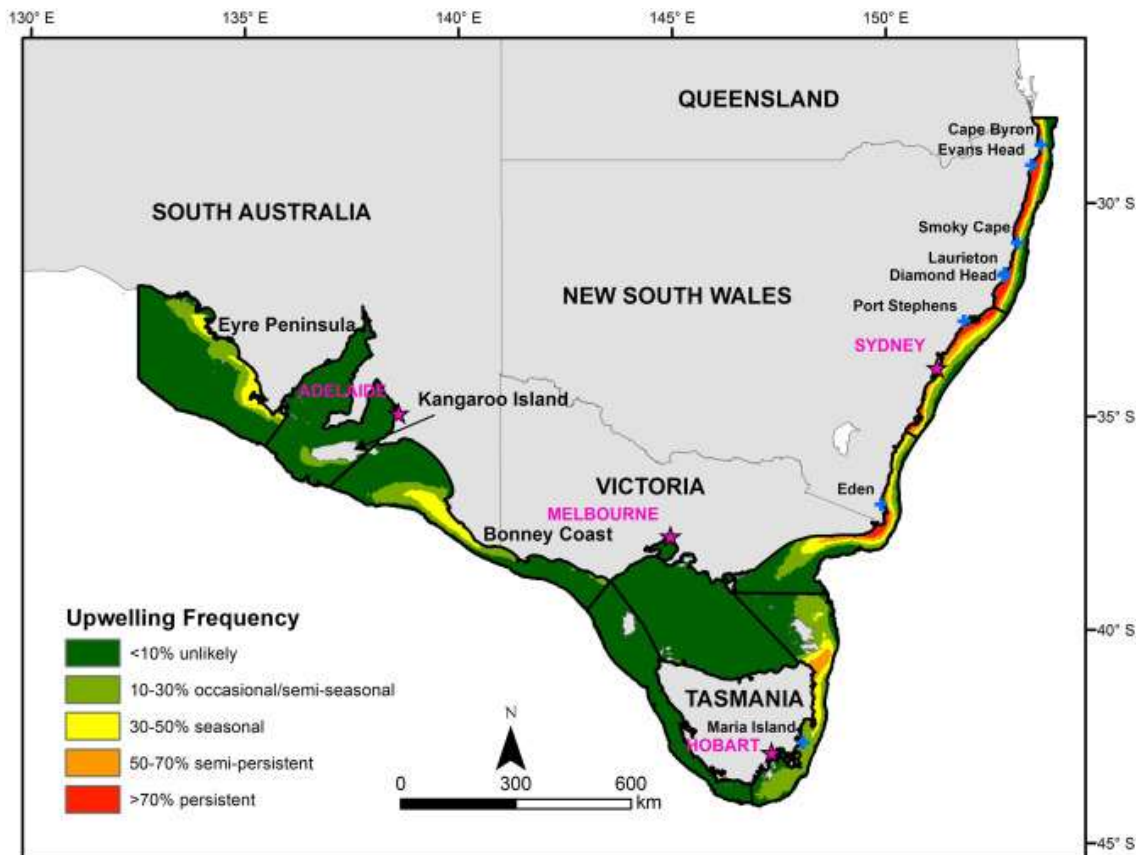 130° E
135° E
140° E
145° E
150° E
QUEENSLAND
Cape Byron
Evans Head
SOUTH AUSTRALIA
30° S
Smoky Cape
Laurieton
Diamond Head
NEW SOUTH WALES
Port Stephens
Eyre Peninsula
SYDNEY
ADELAIDE
Kangaroo Island
35° S
VICTORIA
Eden
MELBOURNE
Bonney Coast
Upwelling Frequency
<10% unlikely
40° S
10-30% occasional/semi-seasonal
TASMANIA
30-50% seasonal
N
Maria Island
HOBART
50-70% semi-persistent
0 300 600
km
>70% persistent
45° S